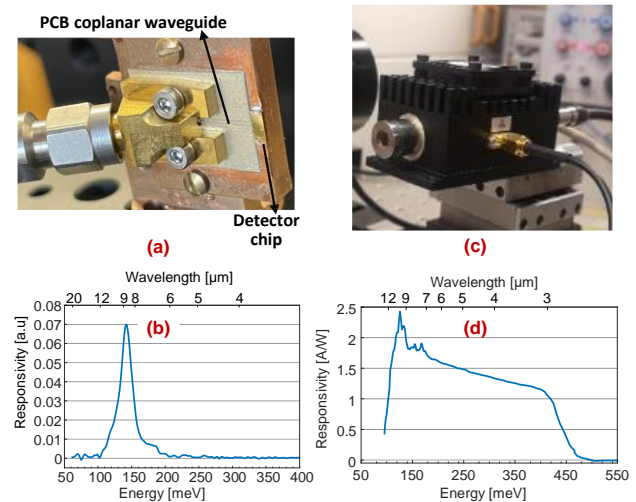 PCB coplanar waveguide
Detector chip
(a)
(c)
Wavelength [µm]
20 12 9 8 6 5 4
(b)
0.08
0.07
0.06
0.05
0.04
0.03
0.02
0.01
0
Responsivity [a.u]
50 100 150 200 250 300 350 400
Energy [meV]
Wavelength [µm]
12 9 7 6 5 4 3
(d)
2.5
2
1.5
1
0.5
0
Responsivity [A/W]
50 150 250 350 450 550
Energy [meV]